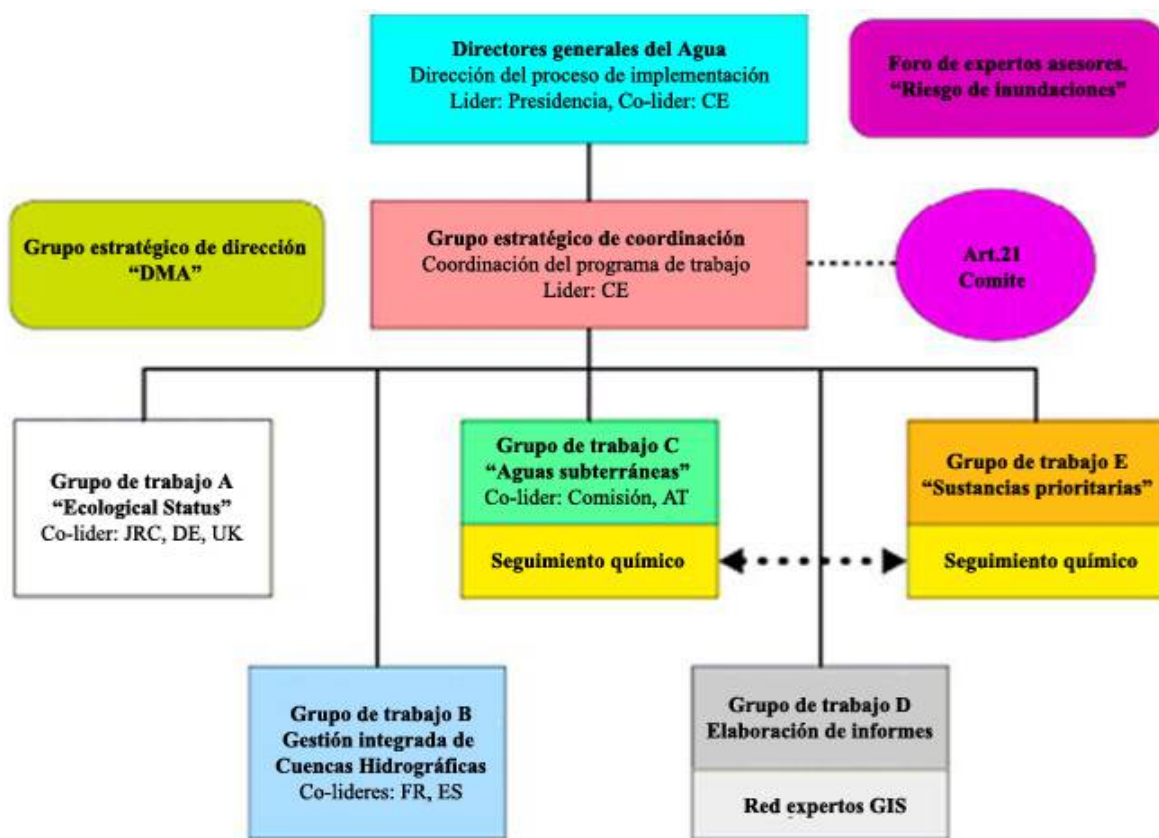 Directores generales del Agua
Dirección del proceso de implementación
Lider: Presidencia, Co-lider: CE
Foro de expertos asesores.
“Riesgo de inundaciones”
Grupo estratégico de dirección
“DMA”
Grupo estratégico de coordinación
Coordinación del programa de trabajo
Lider: CE
Art.21
Comite
Grupo de trabajo A
“Ecological Status”
Co-lider: JRC, DE, UK
Grupo de trabajo C
“Aguas subterráneas”
Co-lider: Comisión, AT
Seguimiento químico
Grupo de trabajo E
“Sustancias prioritarias”
Seguimiento químico
Grupo de trabajo B
Gestión integrada de
Cuencas Hidrográficas
Co-lideres: FR, ES
Grupo de trabajo D
Elaboración de informes
Red expertos GIS